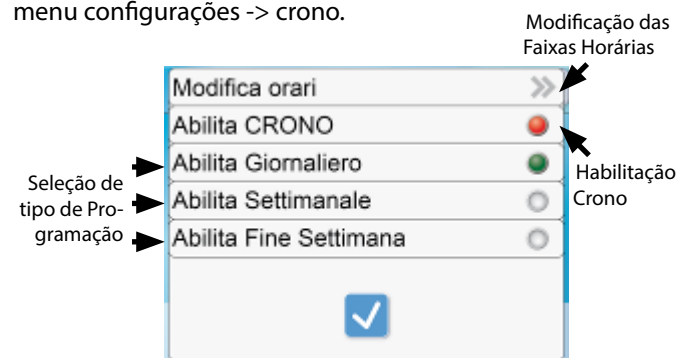 menu configurações -> crono.
Modificação das
Faixas Horárias
Modifica orari
Abilita CRONO
Abilita Giornaliero
Abilita Settimanale
Abilita Fine Settimana
Seleção de
tipo de Pro-
gramação
Habilitação
Crono